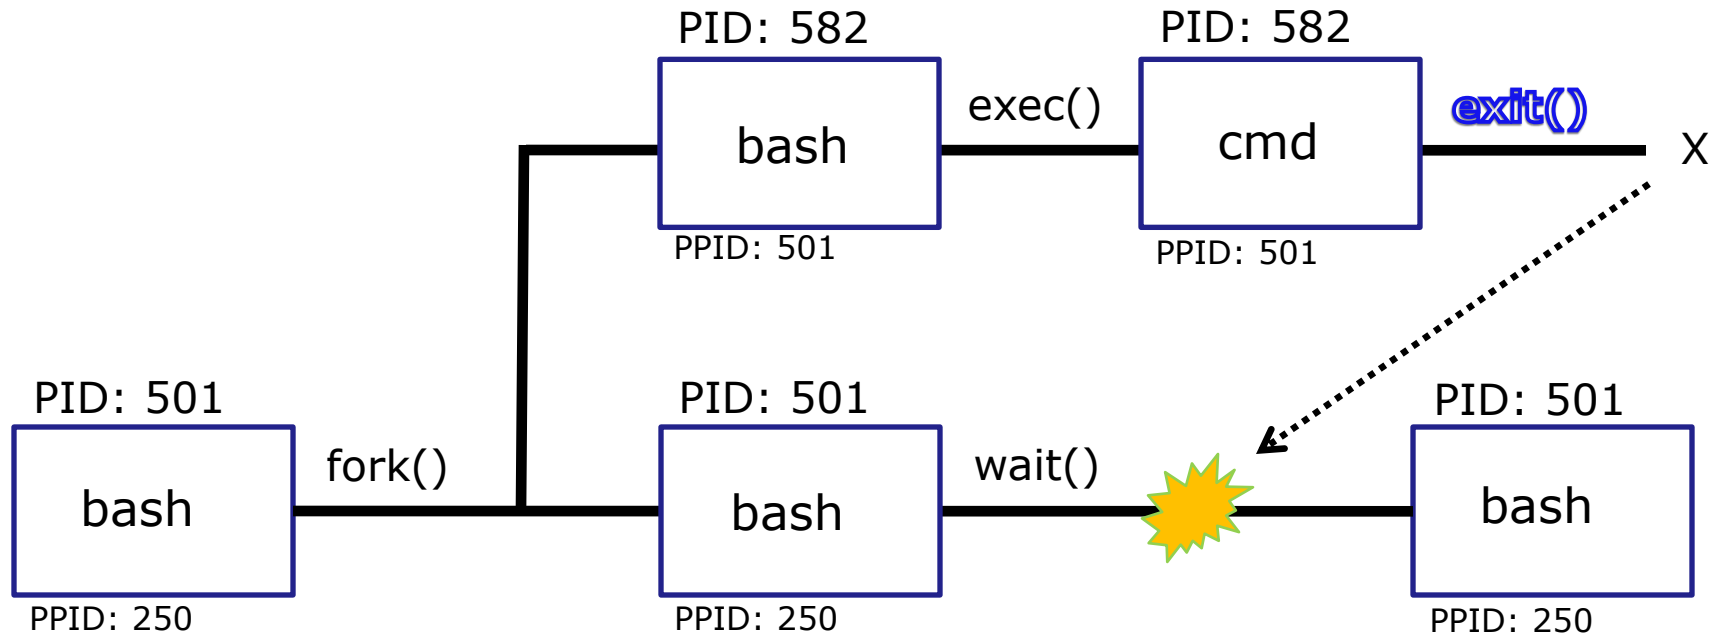 PID: 582
bash
PPID: 501
exec()
PID: 582
cmd
PPID: 501
exit()
X
PID: 501
bash
PPID: 250
fork()
PID: 501
bash
PPID: 250
wait()
PID: 501
bash
PPID: 250